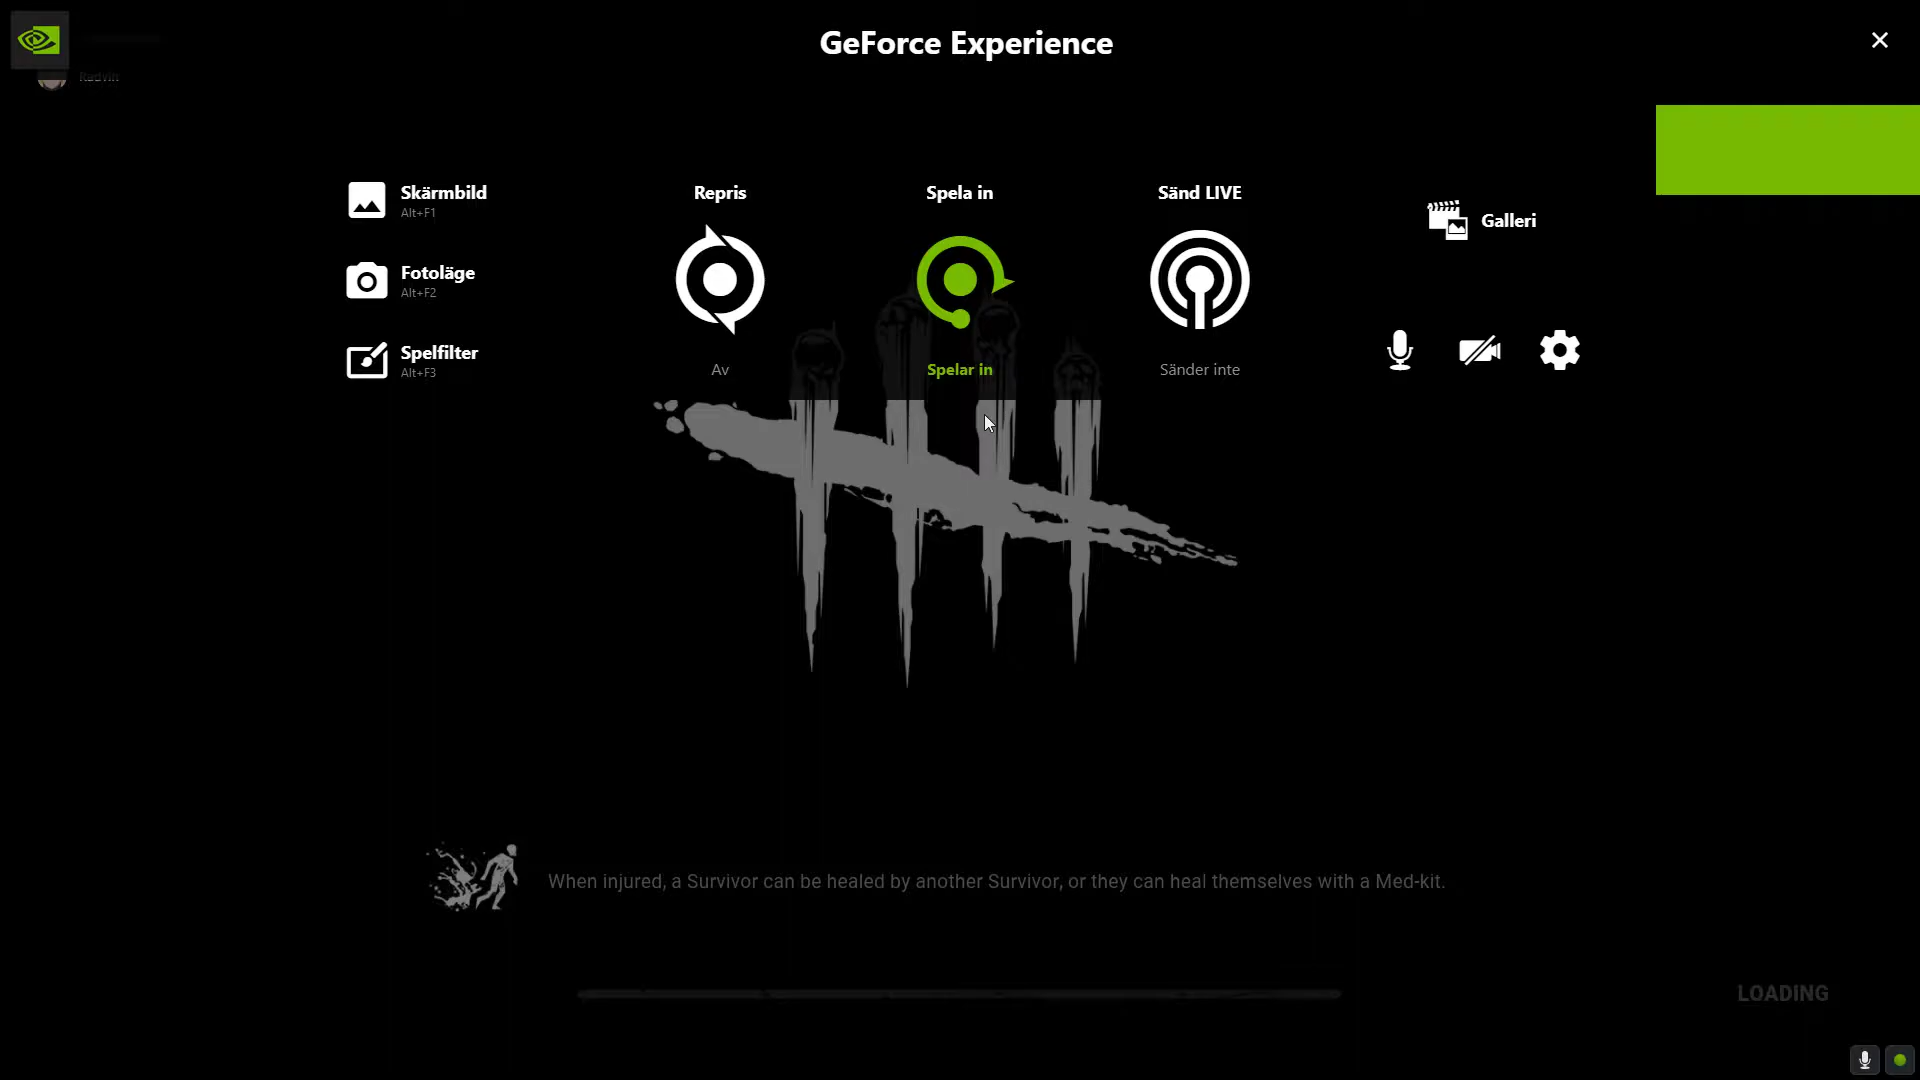 GeForce Experience
Radvin
Skärmbild
Alt+F1
Fotoläge
Alt+F2
Spelfilter
Alt+F3
Repris
Av
Spela in
Spelar in
Sänd LIVE
Sänder inte
Galleri
When injured, a Survivor can be healed by another Survivor, or they can heal themselves with a Med-kit.
LOADING